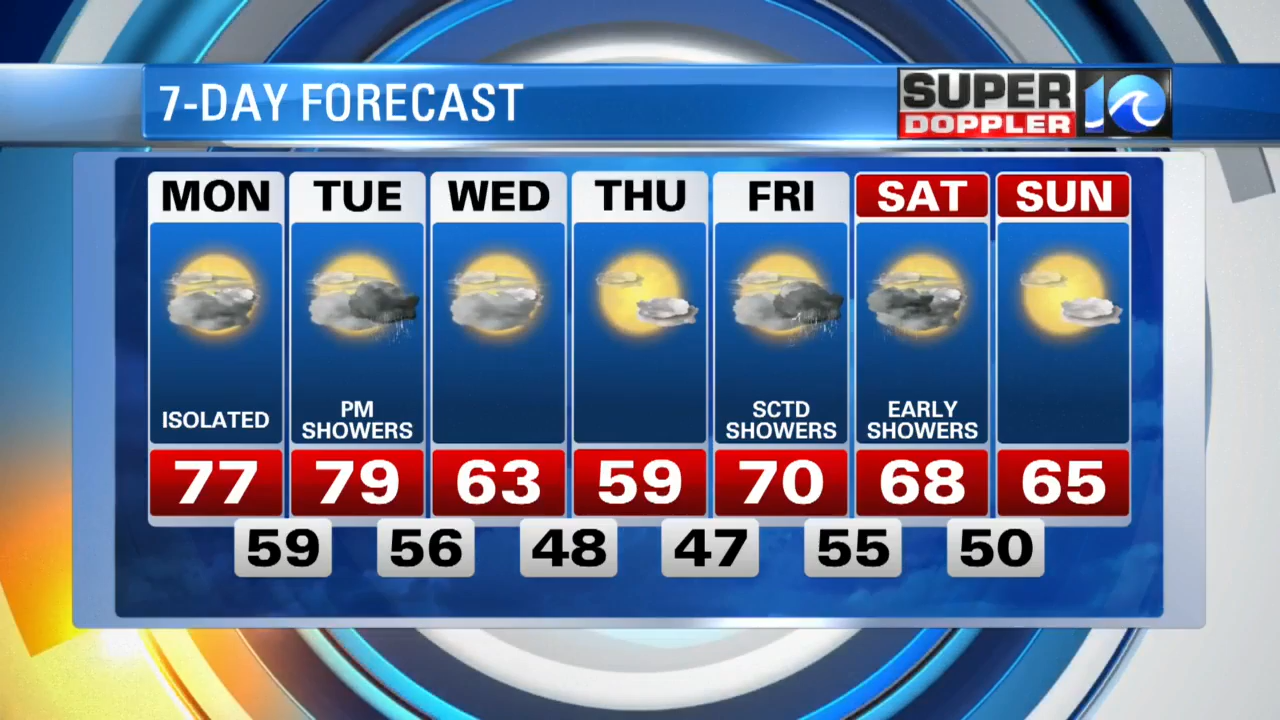 7-DAY FORECAST
SUPER
DOPPLER
10
MON TUE WED THU FRI SAT SUN
ISOLATED
PM
SHOWERS
SCTD
SHOWERS
EARLY
SHOWERS
77 79 63 59 70 68 65
59 56 48 47 55 50